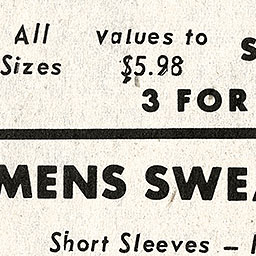 All values to S
Sizes $5.98
3 FOR
MENS SWEA
Short Sleeves –